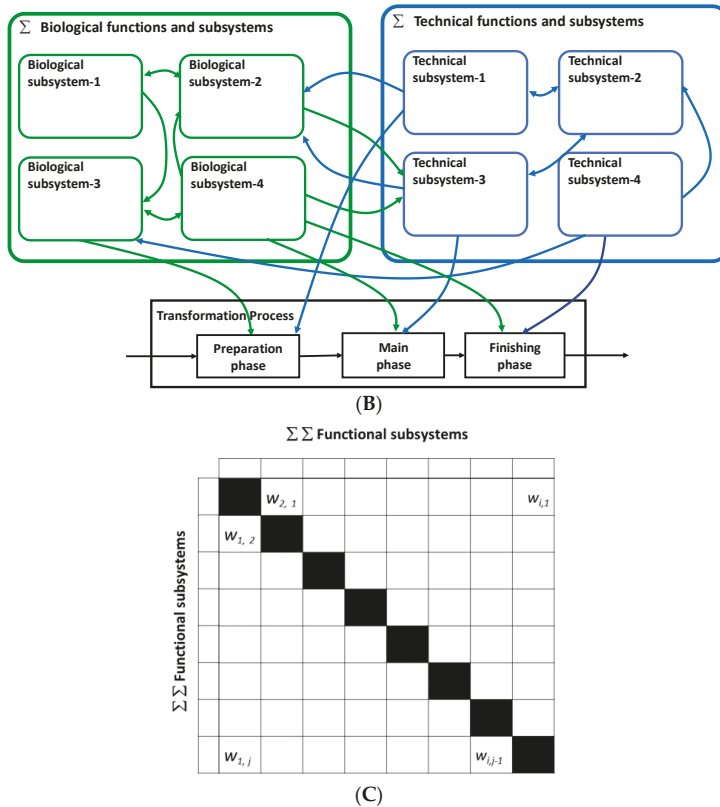 Σ Biological functions and subsystems
Σ Technical functions and subsystems
Biological
subsystem-1
Biological
subsystem-2
Technical
subsystem-1
Technical
subsystem-2
Biological
subsystem-3
Biological
subsystem-4
Technical
subsystem-3
Technical
subsystem-4
Transformation Process
Preparation
phase
Main
phase
Finishing
phase
(B)
ΣΣ Functional subsystems
ΣΣ Functional subsystems
w2, 1
wi,1
w1, 2
w1, j
wi,j-1
(C)